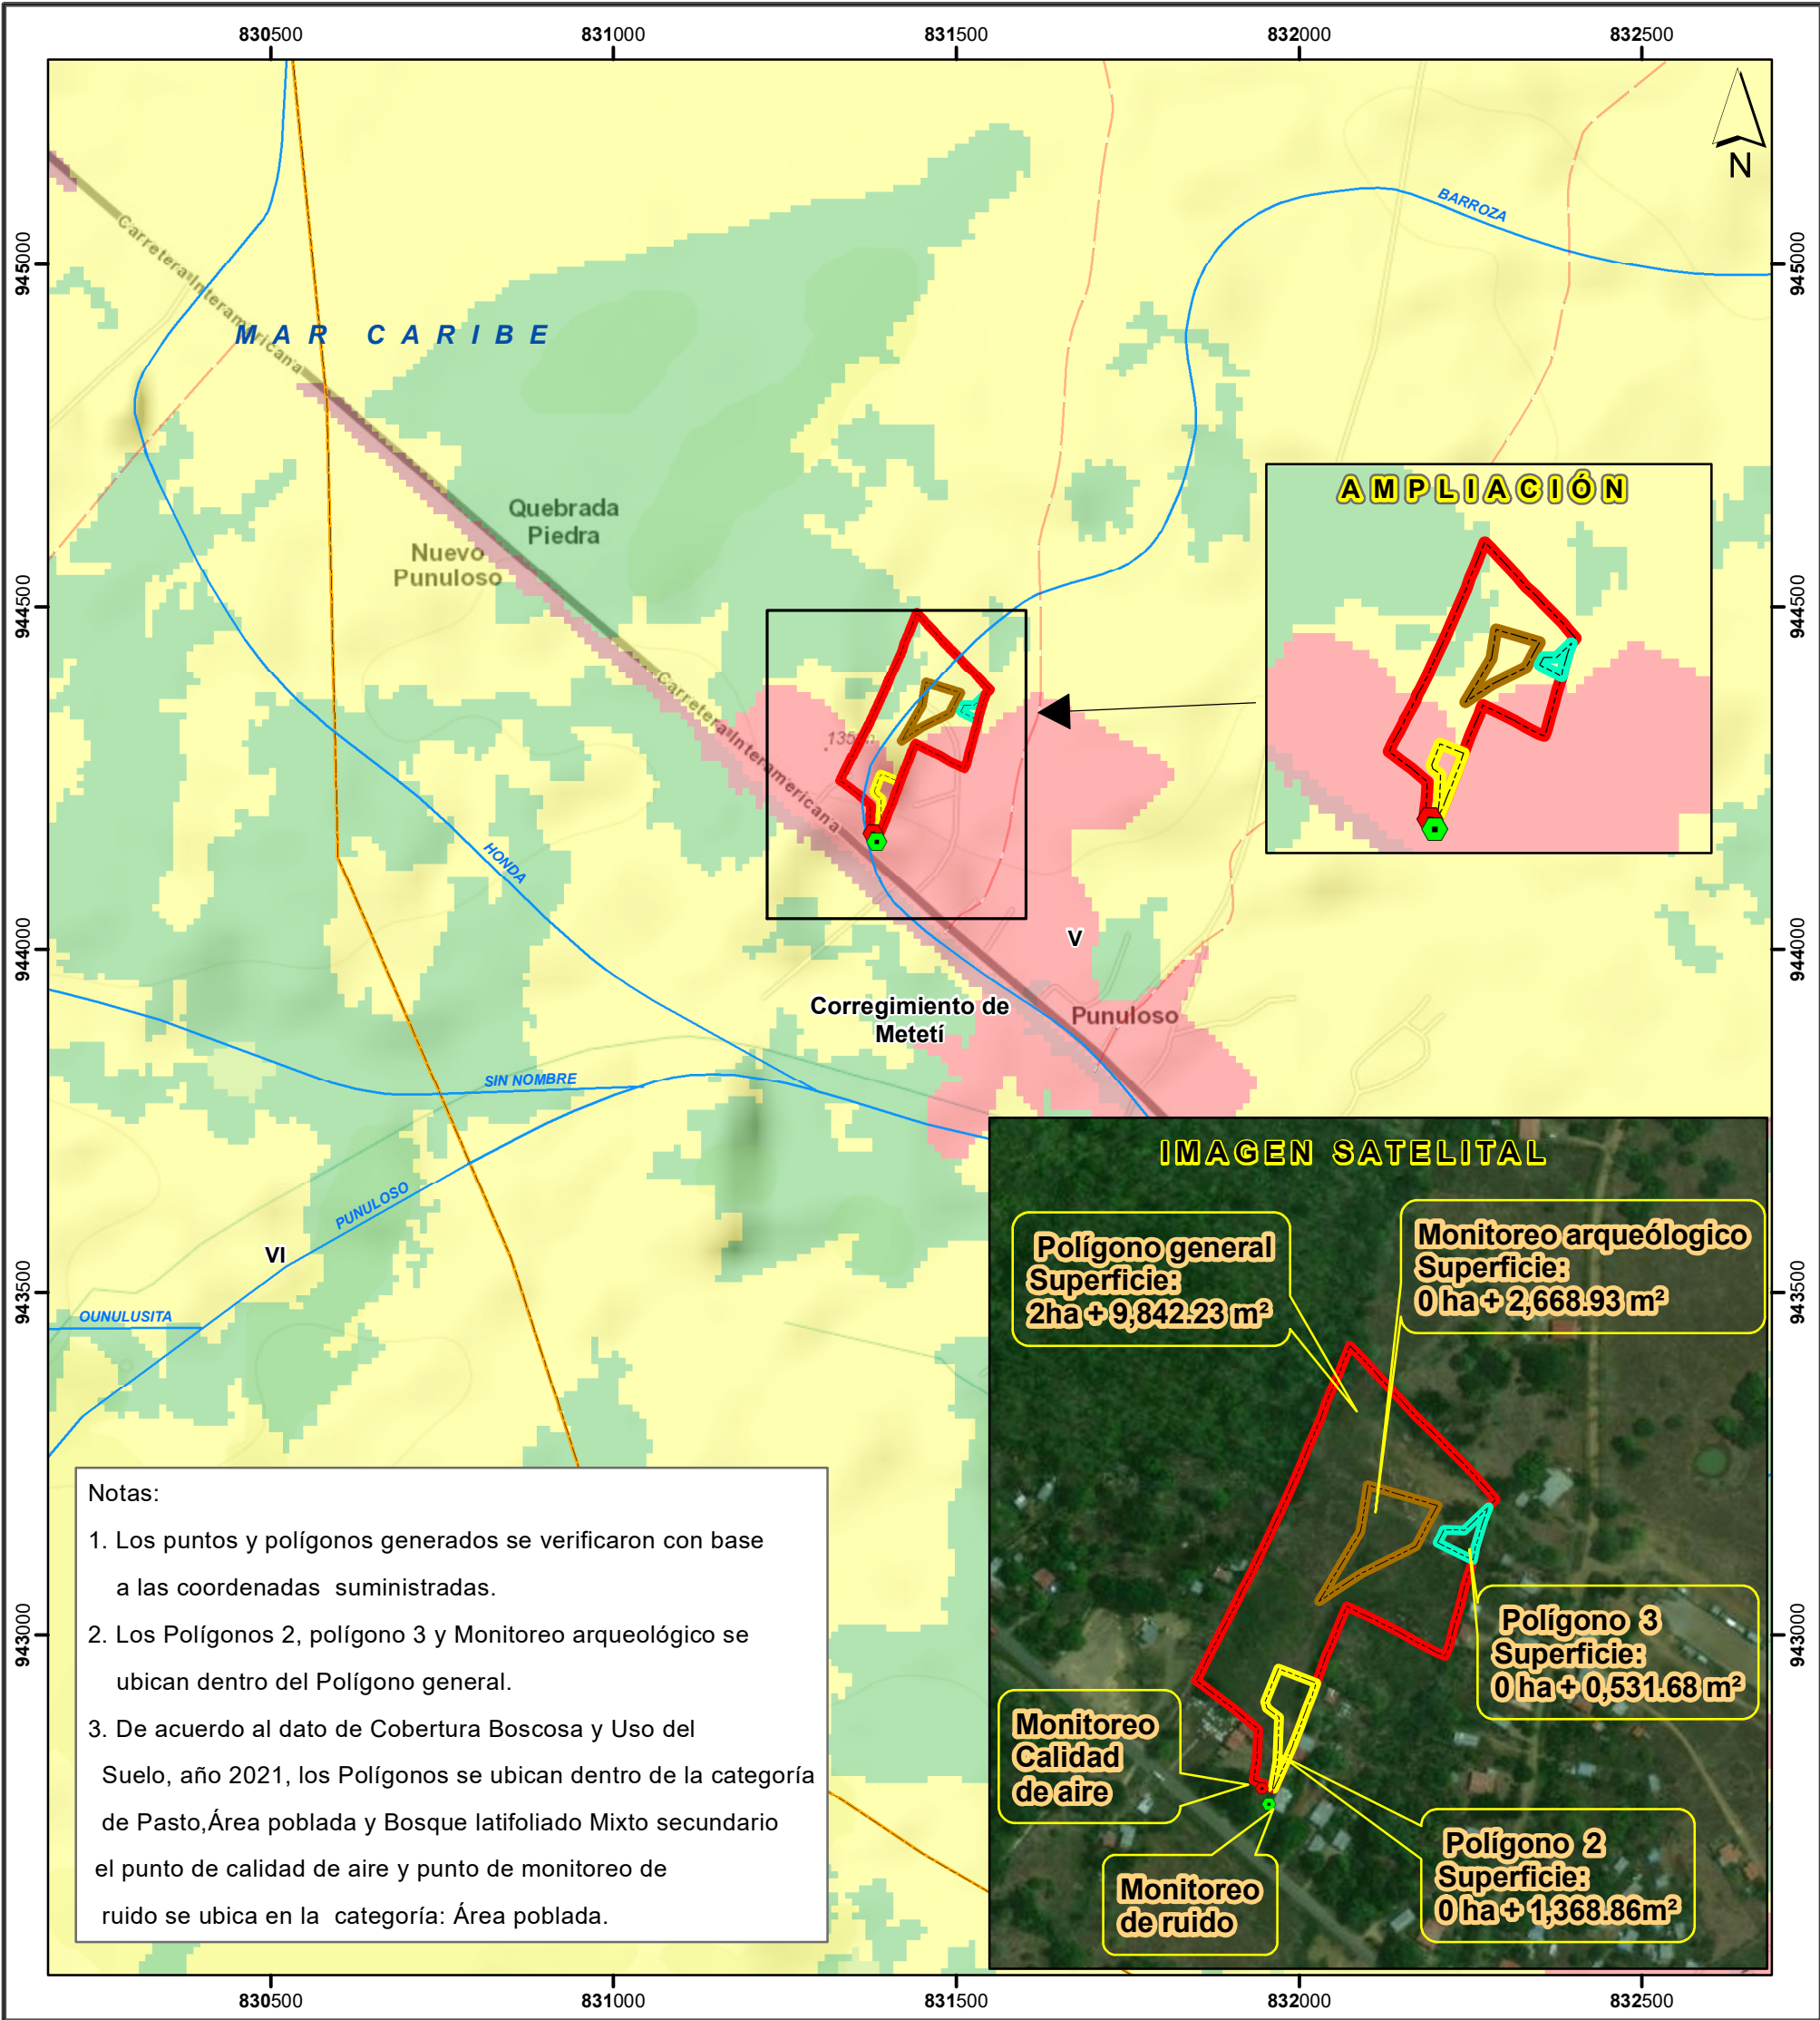 830500 831000 831500 832000 832500
N
BARROZA
945000 945000
Carretera Interamericana
MAR CARIBE
AMPLIACIÓN
Quebrada
Piedra
Nuevo
Punuloso
944500 944500
Carretera Interamericana
HONDA
944000 944000
V
Corregimiento de
Metetí
Punuloso
SIN NOMBRE
PUNULOSO
VI
OUNULUSITA
943500 943500
IMAGEN SATELITAL
Polígono general
Superficie:
2ha + 9,842.23 m²
Monitoreo arqueólogico
Superficie:
0 ha + 2,668.93 m²
Polígono 3
Superficie:
0 ha + 0,531.68 m²
Monitoreo
Calidad
de aire
Monitoreo
de ruido
Polígono 2
Superficie:
0 ha + 1,368.86m²
943000 943000
Notas:
1. Los puntos y polígonos generados se verificaron con base
a las coordenadas suministradas.
2. Los Polígonos 2, polígono 3 y Monitoreo arqueológico se
ubican dentro del Polígono general.
3. De acuerdo al dato de Cobertura Boscosa y Uso del
Suelo, año 2021, los Polígonos se ubican dentro de la categoría
de Pasto,Área poblada y Bosque latifoliado Mixto secundario
el punto de calidad de aire y punto de monitoreo de
ruido se ubica en la categoría: Área poblada.
830500 831000 831500 832000 832500